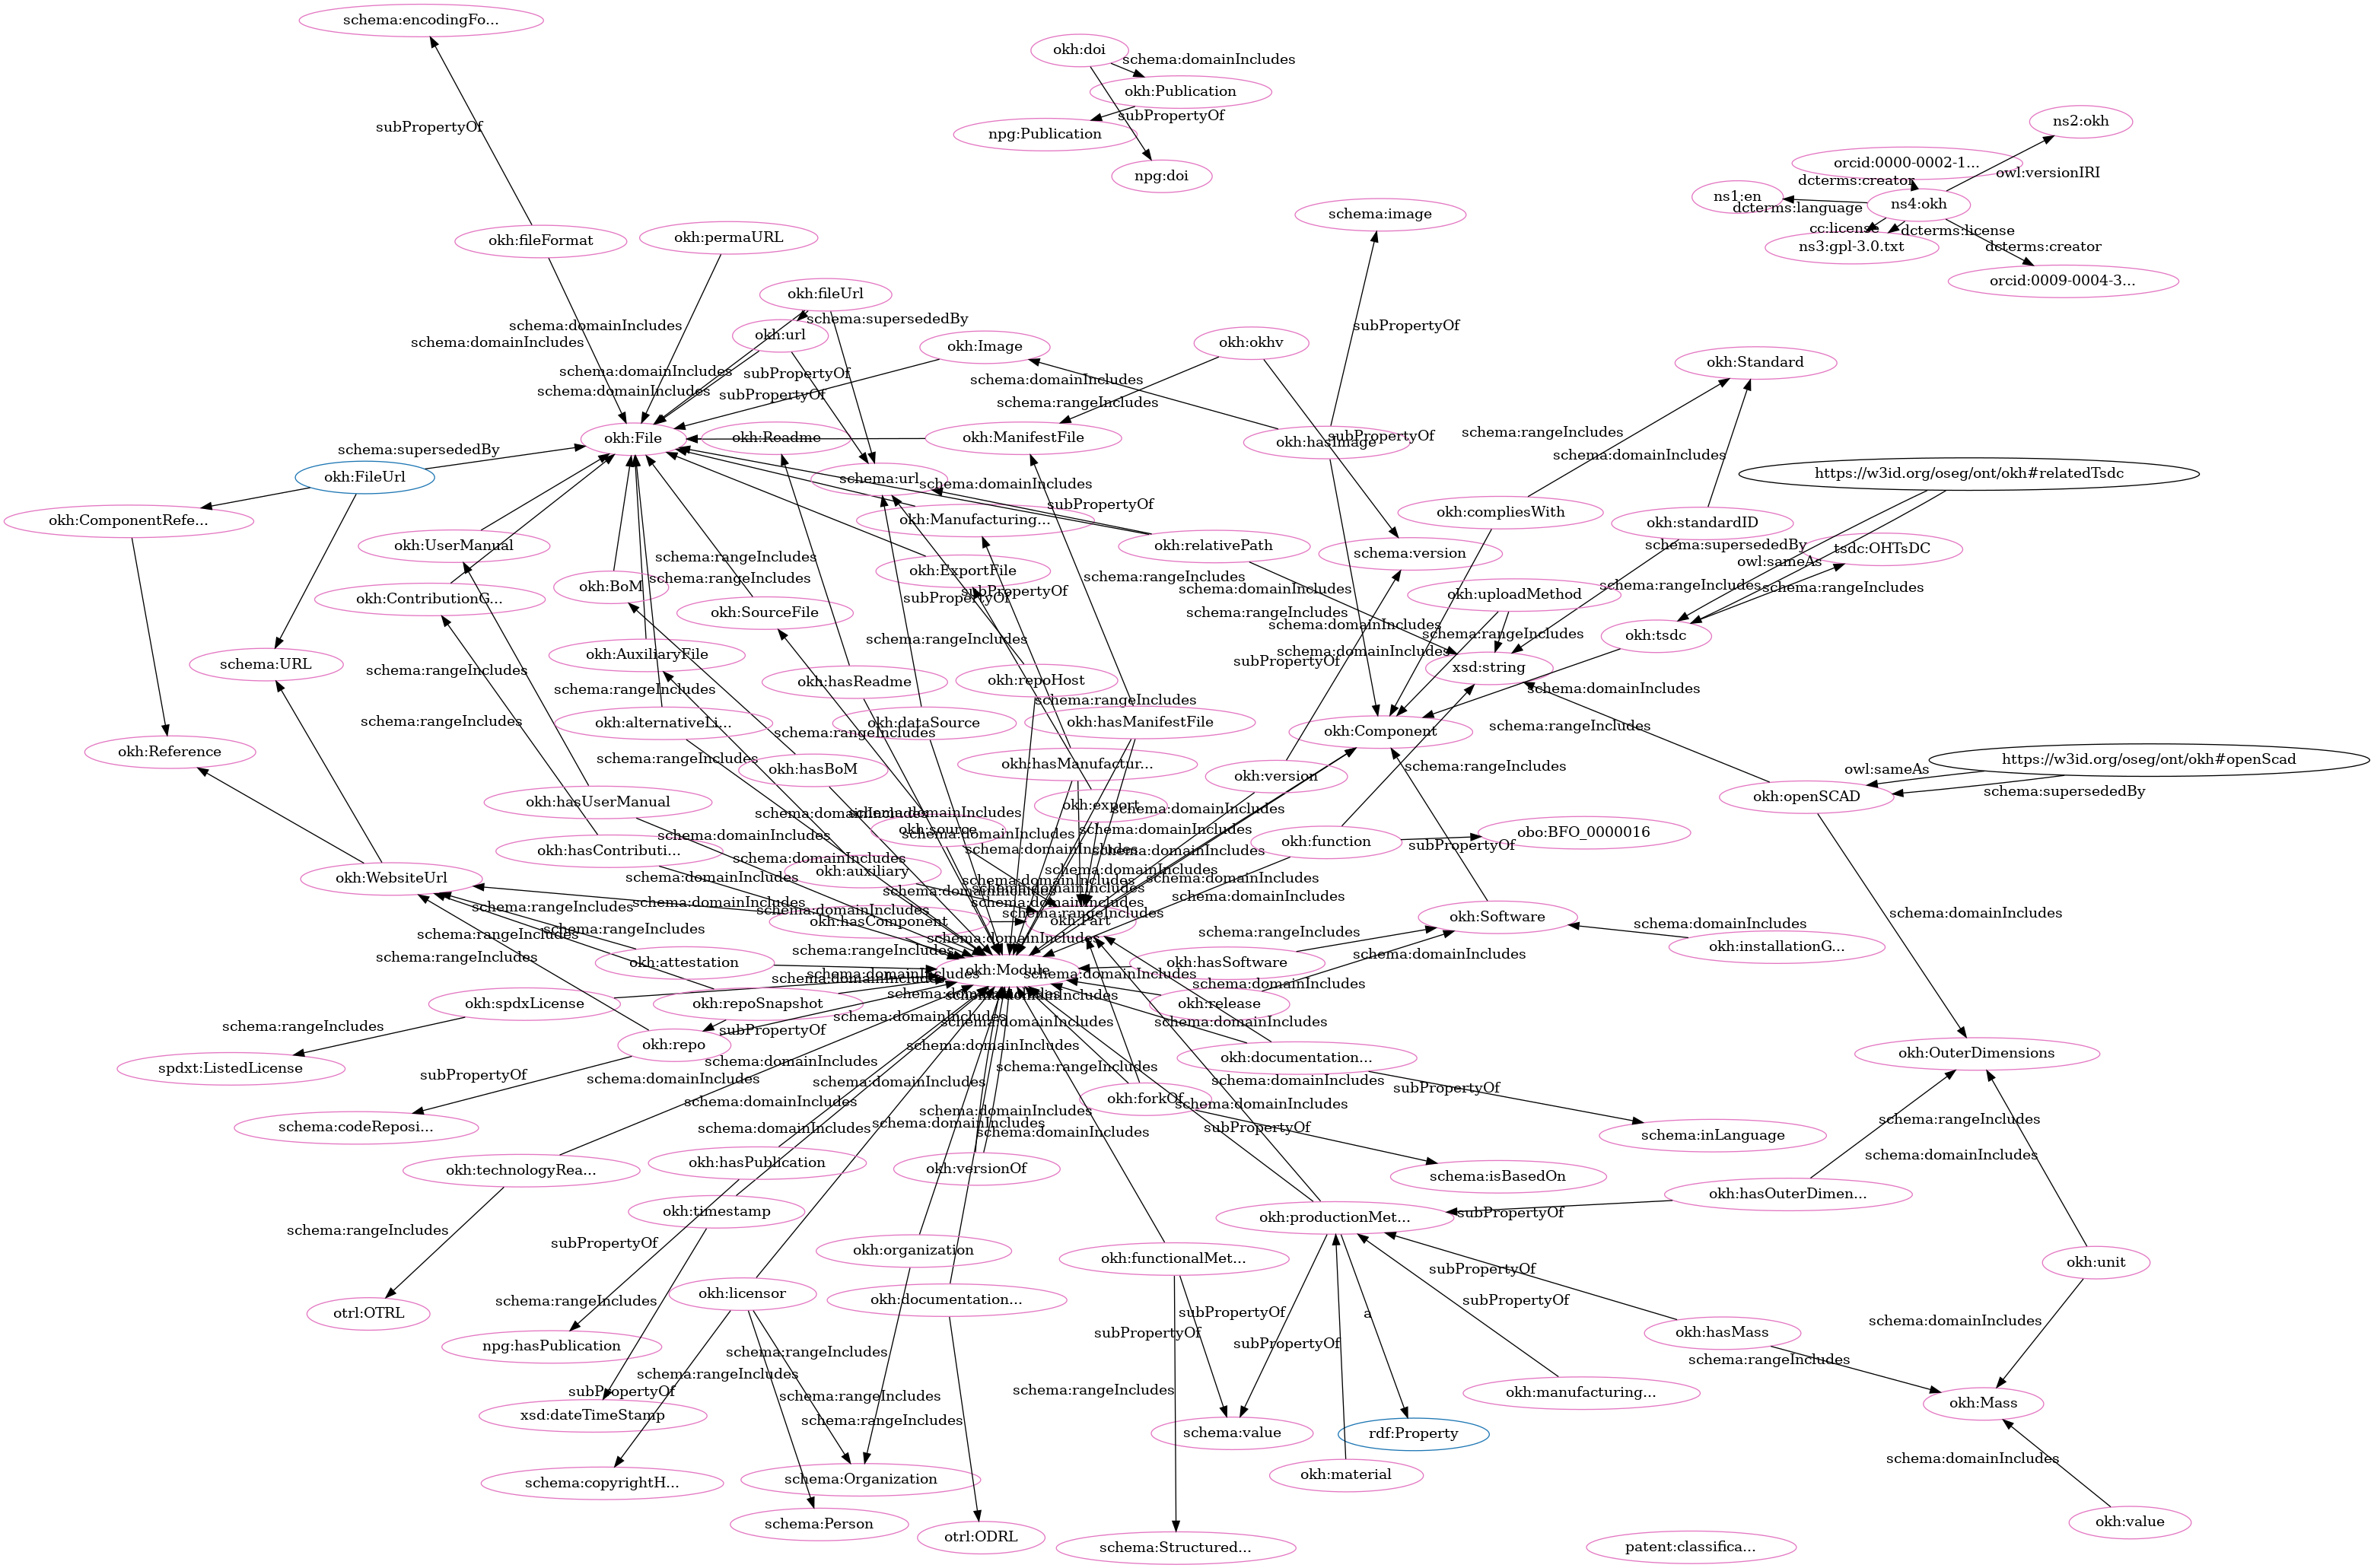 schema:encodingFo...
okh:doi
schema:domainIncludes
okh:Publication
subPropertyOf
npg:Publication
npg:doi
subPropertyOf
ns2:okh
orcid:0000-0002-1...
owl:versionIRI
dcterms:creator
ns1:en
ns4:okh
dcterms:language
cc:license
dcterms:license
ns3:gpl-3.0.txt
dcterms:creator
orcid:0009-0004-3...
schema:image
okh:fileFormat
okh:permaURL
okh:fileUrl
schema:supersededBy
schema:domainIncludes
okh:url
schema:domainIncludes
subPropertyOf
okh:Image
okh:okhv
okh:Standard
schema:domainIncludes
subPropertyOf
schema:domainIncludes
schema:domainIncludes
subPropertyOf
schema:rangeIncludes
okh:File
okh:Readme
okh:ManifestFile
okh:hasImage
subPropertyOf
schema:rangeIncludes
schema:supersededBy
schema:domainIncludes
okh:FileUrl
schema:url
schema:domainIncludes
https://w3id.org/oseg/ont/okh#relatedTsdc
subPropertyOf
okh:ComponentRefe...
okh:Manufacturing...
okh:compliesWith
okh:standardID
okh:UserManual
okh:relativePath
schema:version
schema:supersededBy
tsdc:OHTsDC
schema:rangeIncludes
owl:sameAs
okh:BoM
schema:rangeIncludes
okh:ExportFile
schema:rangeIncludes
schema:rangeIncludes
schema:rangeIncludes
okh:ContributionG...
subPropertyOf
subPropertyOf
schema:domainIncludes
okh:uploadMethod
okh:SourceFile
schema:rangeIncludes
schema:domainIncludes
schema:rangeIncludes
okh:tsdc
schema:rangeIncludes
schema:URL
okh:AuxiliaryFile
subPropertyOf
schema:domainIncludes
xsd:string
schema:rangeIncludes
okh:hasReadme
okh:repoHost
schema:rangeIncludes
schema:domainIncludes
schema:rangeIncludes
schema:rangeIncludes
okh:alternativeLi...
okh:dataSource
okh:hasManifestFile
okh:Component
schema:rangeIncludes
schema:rangeIncludes
okh:Reference
schema:rangeIncludes
okh:hasBoM
okh:hasManufactur...
okh:version
schema:rangeIncludes
https://w3id.org/oseg/ont/okh#openScad
owl:sameAs
schema:supersededBy
okh:openSCAD
okh:hasUserManual
okh:export
schema:domainIncludes
schema:domainIncludes
schema:domainIncludes
okh:source
schema:domainIncludes
schema:domainIncludes
schema:domainIncludes
okh:function
obo:BFO_0000016
subPropertyOf
okh:hasContributi...
schema:domainIncludes
schema:domainIncludes
schema:domainIncludes
okh:auxiliary
schema:domainIncludes
schema:domainIncludes
schema:domainIncludes
okh:WebsiteUrl
schema:domainIncludes
schema:domainIncludes
schema:domainIncludes
schema:domainIncludes
schema:domainIncludes
schema:rangeIncludes
schema:domainIncludes
schema:rangeIncludes
okh:hasComponent
okh:Part
okh:Software
schema:domainIncludes
schema:domainIncludes
schema:rangeIncludes
schema:rangeIncludes
schema:domainIncludes
schema:rangeIncludes
schema:rangeIncludes
okh:installationG...
schema:rangeIncludes
schema:domainIncludes
okh:attestation
okh:Module
okh:hasSoftware
schema:domainIncludes
schema:domainIncludes
schema:domainIncludes
schema:domainIncludes
okh:spdxLicense
okh:repoSnapshot
schema:domainIncludes
okh:release
schema:rangeIncludes
subPropertyOf
schema:domainIncludes
schema:domainIncludes
schema:domainIncludes
okh:repo
schema:domainIncludes
okh:documentation...
okh:OuterDimensions
spdxt:ListedLicense
subPropertyOf
schema:domainIncludes
schema:domainIncludes
schema:domainIncludes
schema:rangeIncludes
schema:domainIncludes
subPropertyOf
schema:domainIncludes
okh:forkOf
schema:domainIncludes
schema:codeReposi...
schema:domainIncludes
schema:domainIncludes
schema:domainIncludes
schema:domainIncludes
subPropertyOf
schema:rangeIncludes
schema:inLanguage
schema:domainIncludes
okh:technologyRea...
okh:hasPublication
okh:versionOf
schema:isBasedOn
okh:hasOuterDimen...
okh:timestamp
okh:productionMet...
subPropertyOf
schema:rangeIncludes
subPropertyOf
okh:organization
okh:functionalMet...
subPropertyOf
okh:unit
okh:licensor
okh:documentation...
schema:rangeIncludes
subPropertyOf
a
subPropertyOf
otrl:OTRL
schema:domainIncludes
subPropertyOf
subPropertyOf
okh:hasMass
npg:hasPublication
schema:rangeIncludes
schema:rangeIncludes
schema:rangeIncludes
subPropertyOf
schema:rangeIncludes
schema:rangeIncludes
okh:manufacturing...
okh:Mass
xsd:dateTimeStamp
schema:rangeIncludes
schema:value
rdf:Property
schema:domainIncludes
schema:copyrightH...
schema:Organization
okh:material
schema:Person
otrl:ODRL
okh:value
schema:Structured...
patent:classifica...